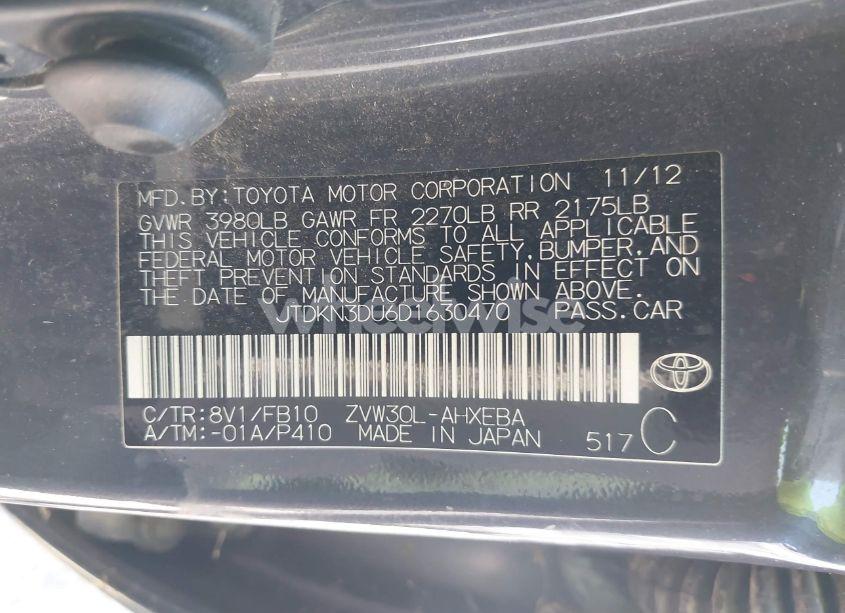 MFD.BY:TOYOTA MOTOR CORPORATION 11/12
GVWR 3980LB GAWR FR 2270LB RR 2175LB
THIS VEHICLE CONFORMS TO ALL APPLICABLE
FEDERAL MOTOR VEHICLE SAFETY,BUMPER,AND
THEFT PREVENTION STANDARDS IN EFFECT ON
THE DATE OF MANUFACTURE SHOWN ABOVE.
JTDKN3DU6D1630470 PASS.CAR
wheelwise
C/TR:8V1/FB10 ZVW30L-AHXEBA
A/TM:-01A/P410 MADE IN JAPAN 517 C